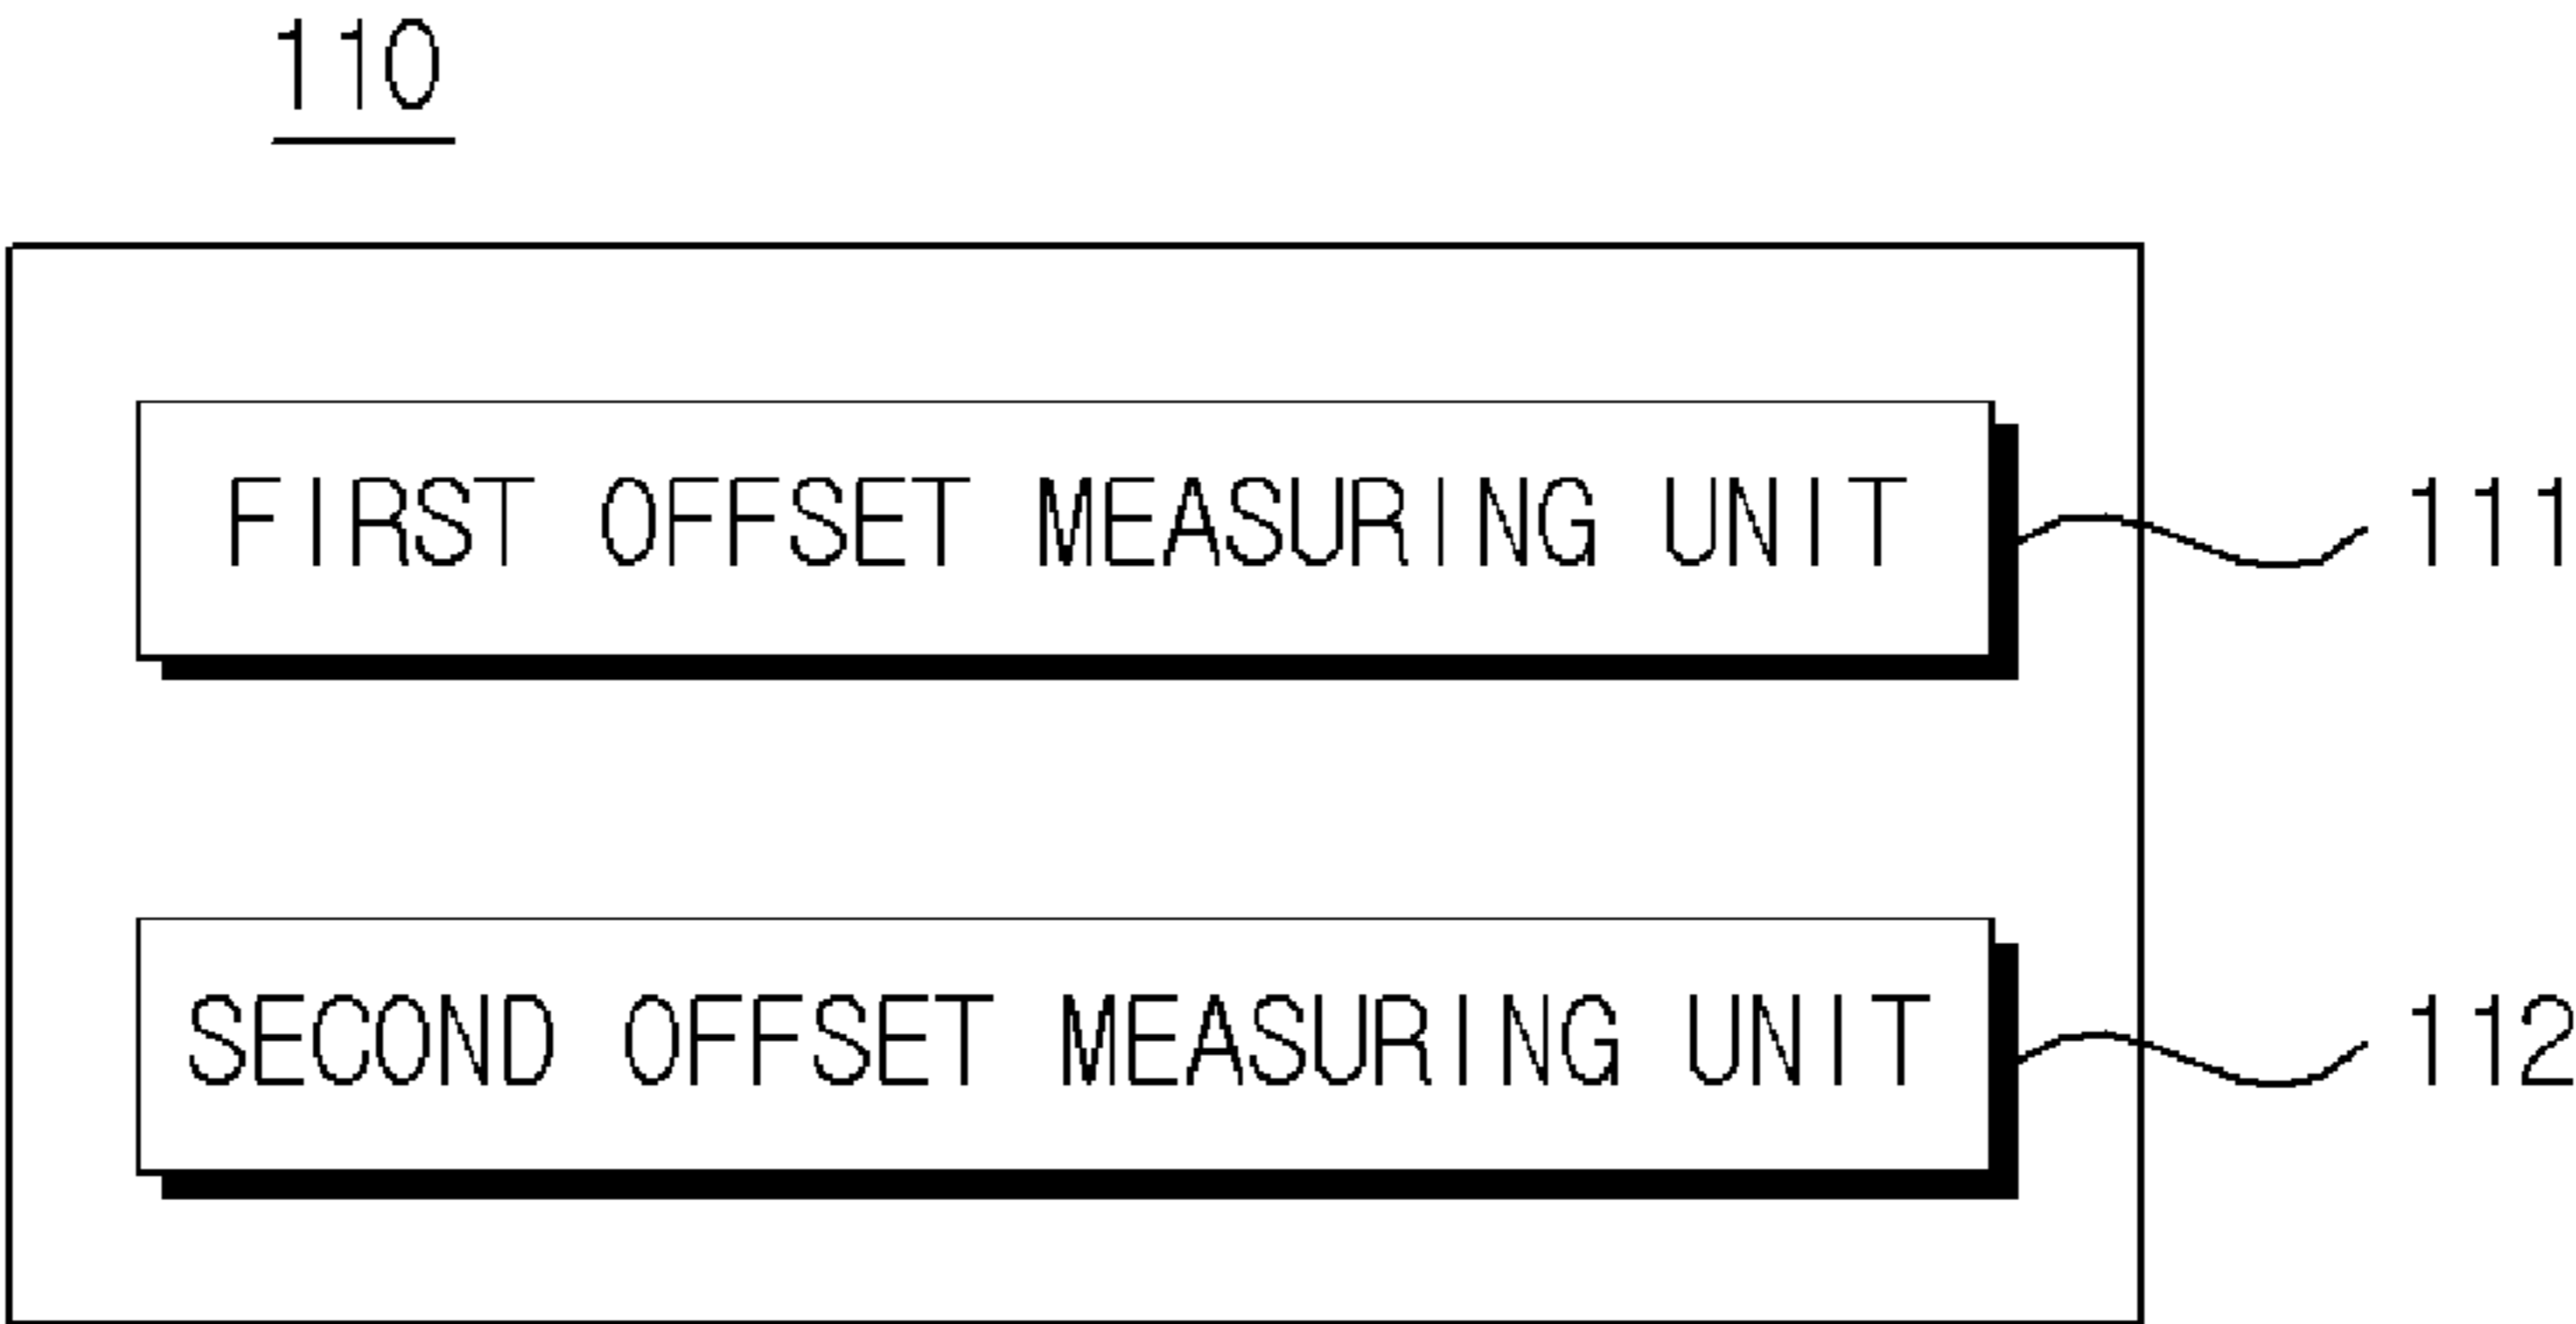 110
FIRST OFFSET MEASURING UNIT
111
SECOND OFFSET MEASURING UNIT
112